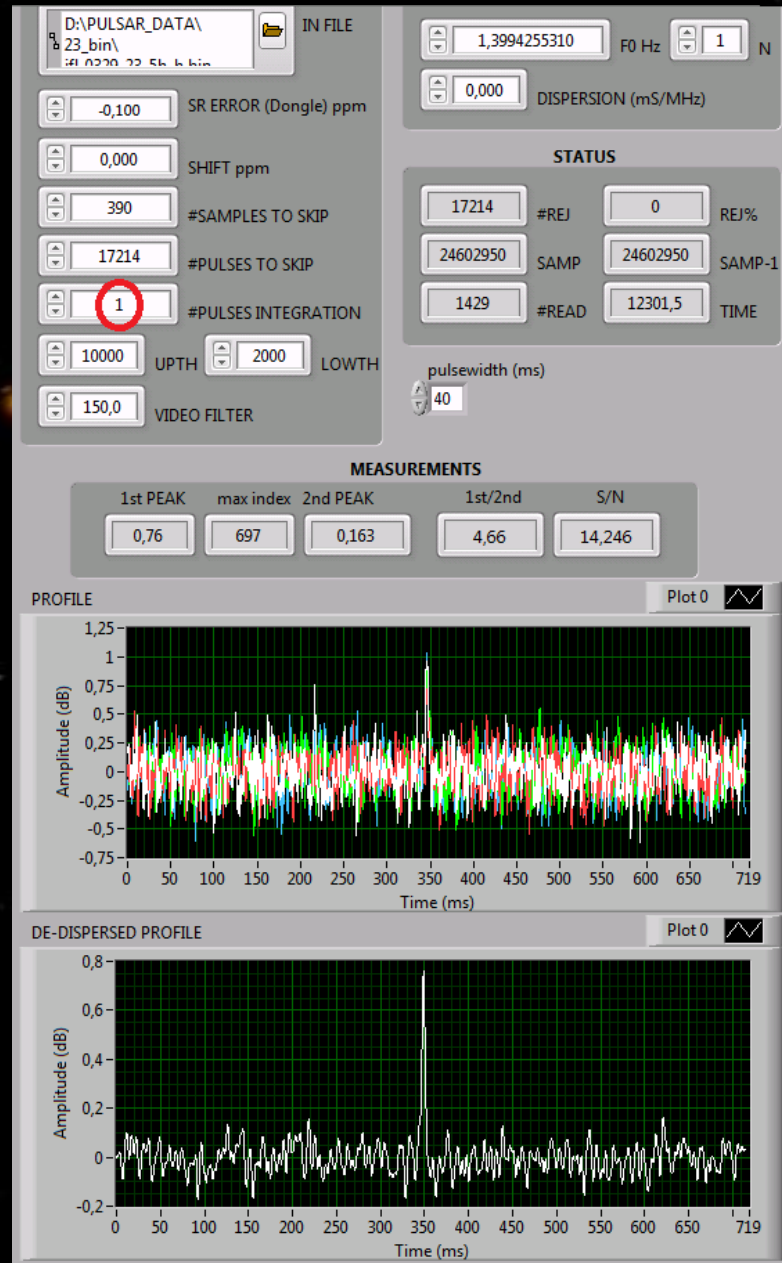 D:\PULSAR_DATA\ IN FILE
23_bin\
ifl_0329_23_5h_h.bin
-0,100 SR ERROR (Dongle) ppm
0,000 SHIFT ppm
390 #SAMPLES TO SKIP
17214 #PULSES TO SKIP
1 #PULSES INTEGRATION
10000 UPTH 2000 LOWTH
150,0 VIDEO FILTER
1,3994255310 F0 Hz 1 N
0,000 DISPERSION (mS/MHz)
STATUS
17214 #REJ 0 REJ%
24602950 SAMP 24602950 SAMP-1
1429 #READ 12301,5 TIME
pulsewidth (ms)
40
MEASUREMENTS
1st PEAK max index 2nd PEAK 1st/2nd S/N
0,76 697 0,163 4,66 14,246
PROFILE Plot 0
1,25
1
0,75
0,5
0,25
0
-0,25
-0,5
-0,75
Amplitude (dB)
0 50 100 150 200 250 300 350 400 450 500 550 600 650 719
Time (ms)
DE-DISPERSED PROFILE Plot 0
0,8
0,6
0,4
0,2
0
-0,2
Amplitude (dB)
0 50 100 150 200 250 300 350 400 450 500 550 600 650 719
Time (ms)